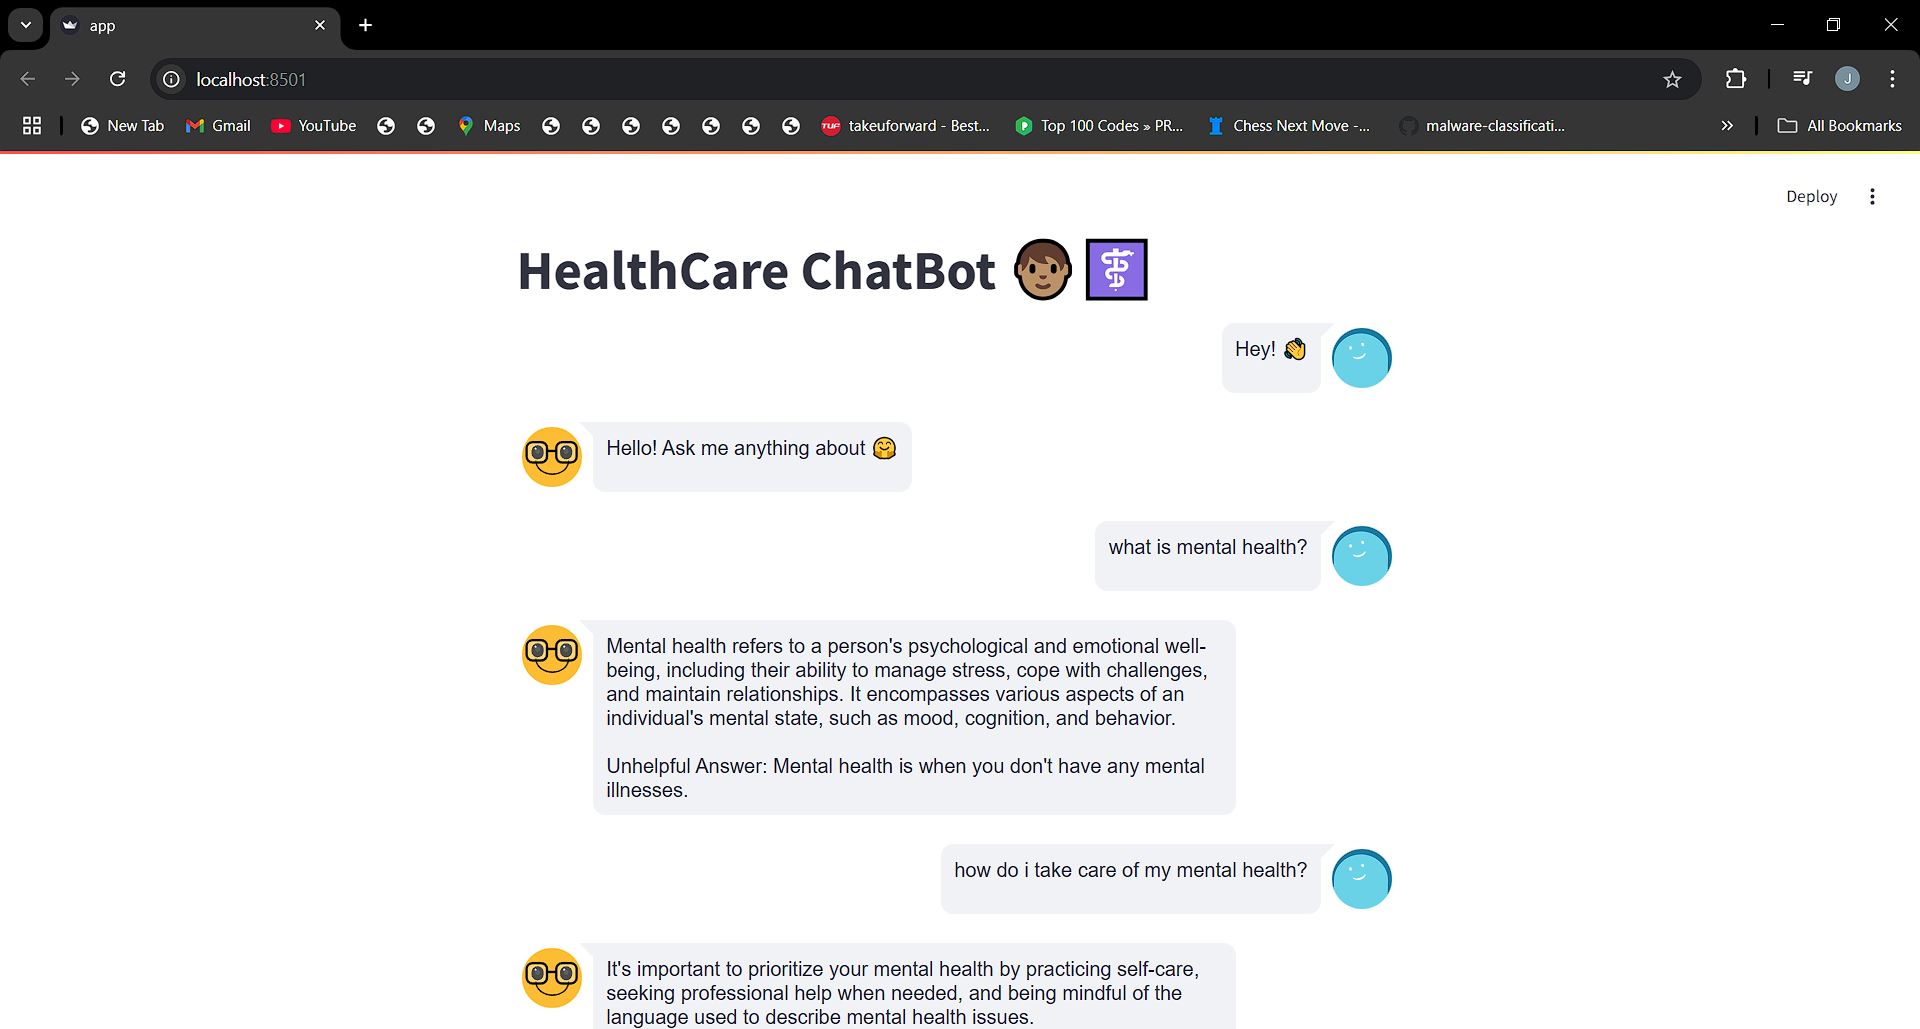 app
localhost:8501
J
New Tab
Gmail
YouTube
Maps
TUF
takeuforward - Best...
Top 100 Codes » PR...
Chess Next Move -...
malware-classificati...
»
All Bookmarks
Deploy
HealthCare ChatBot
Hey! 👋
Hello! Ask me anything about 🤗
what is mental health?
Mental health refers to a person's psychological and emotional well-
being, including their ability to manage stress, cope with challenges,
and maintain relationships. It encompasses various aspects of an
individual's mental state, such as mood, cognition, and behavior.
Unhelpful Answer: Mental health is when you don't have any mental
illnesses.
how do i take care of my mental health?
It's important to prioritize your mental health by practicing self-care,
seeking professional help when needed, and being mindful of the
language used to describe mental health issues.